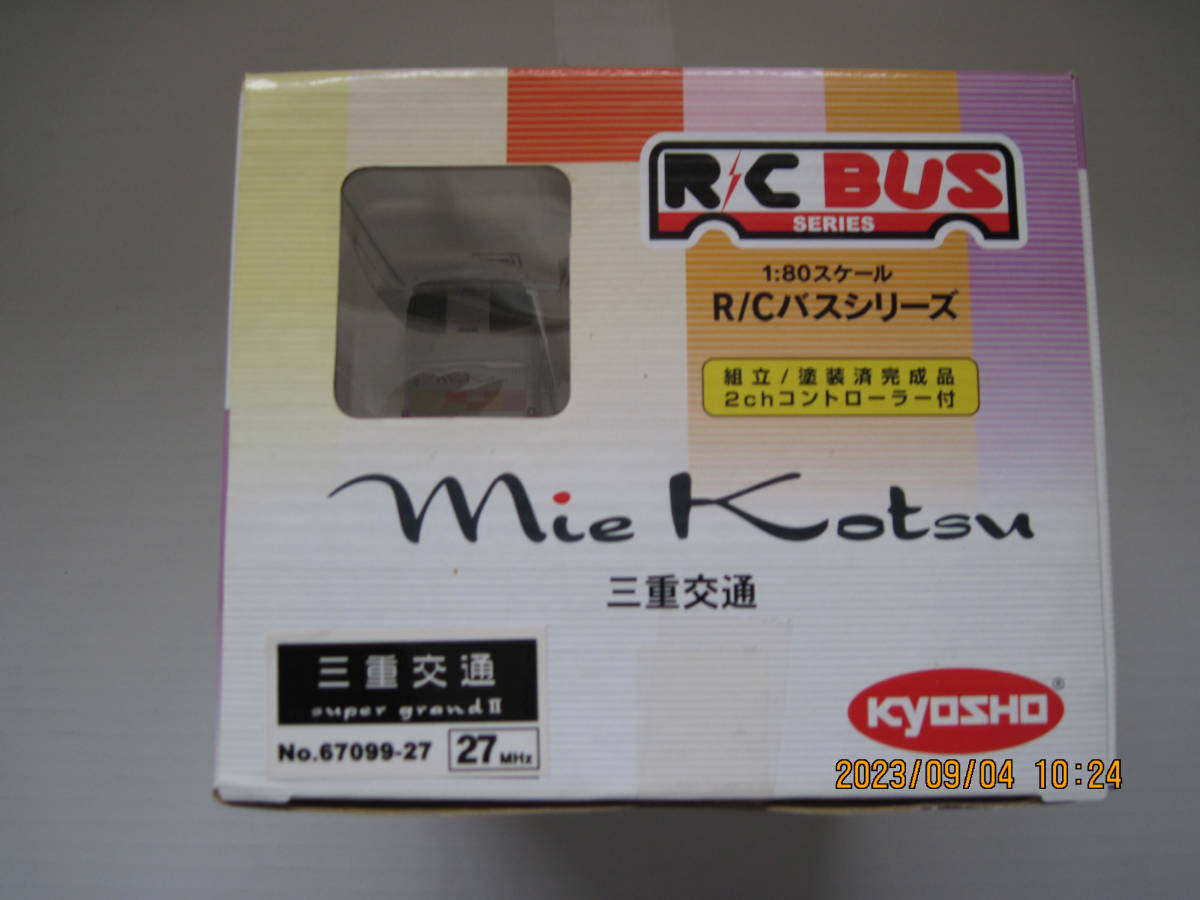 R/C BUS
SERIES
1:80スケール
R/Cバスシリーズ
組立/塗装済完成品
2chコントローラー付
Mie Kotsu
三重交通
三重交通
super grand II
No.67099-27
27 MHz
KYOSHO®
2023/09/04 10:24